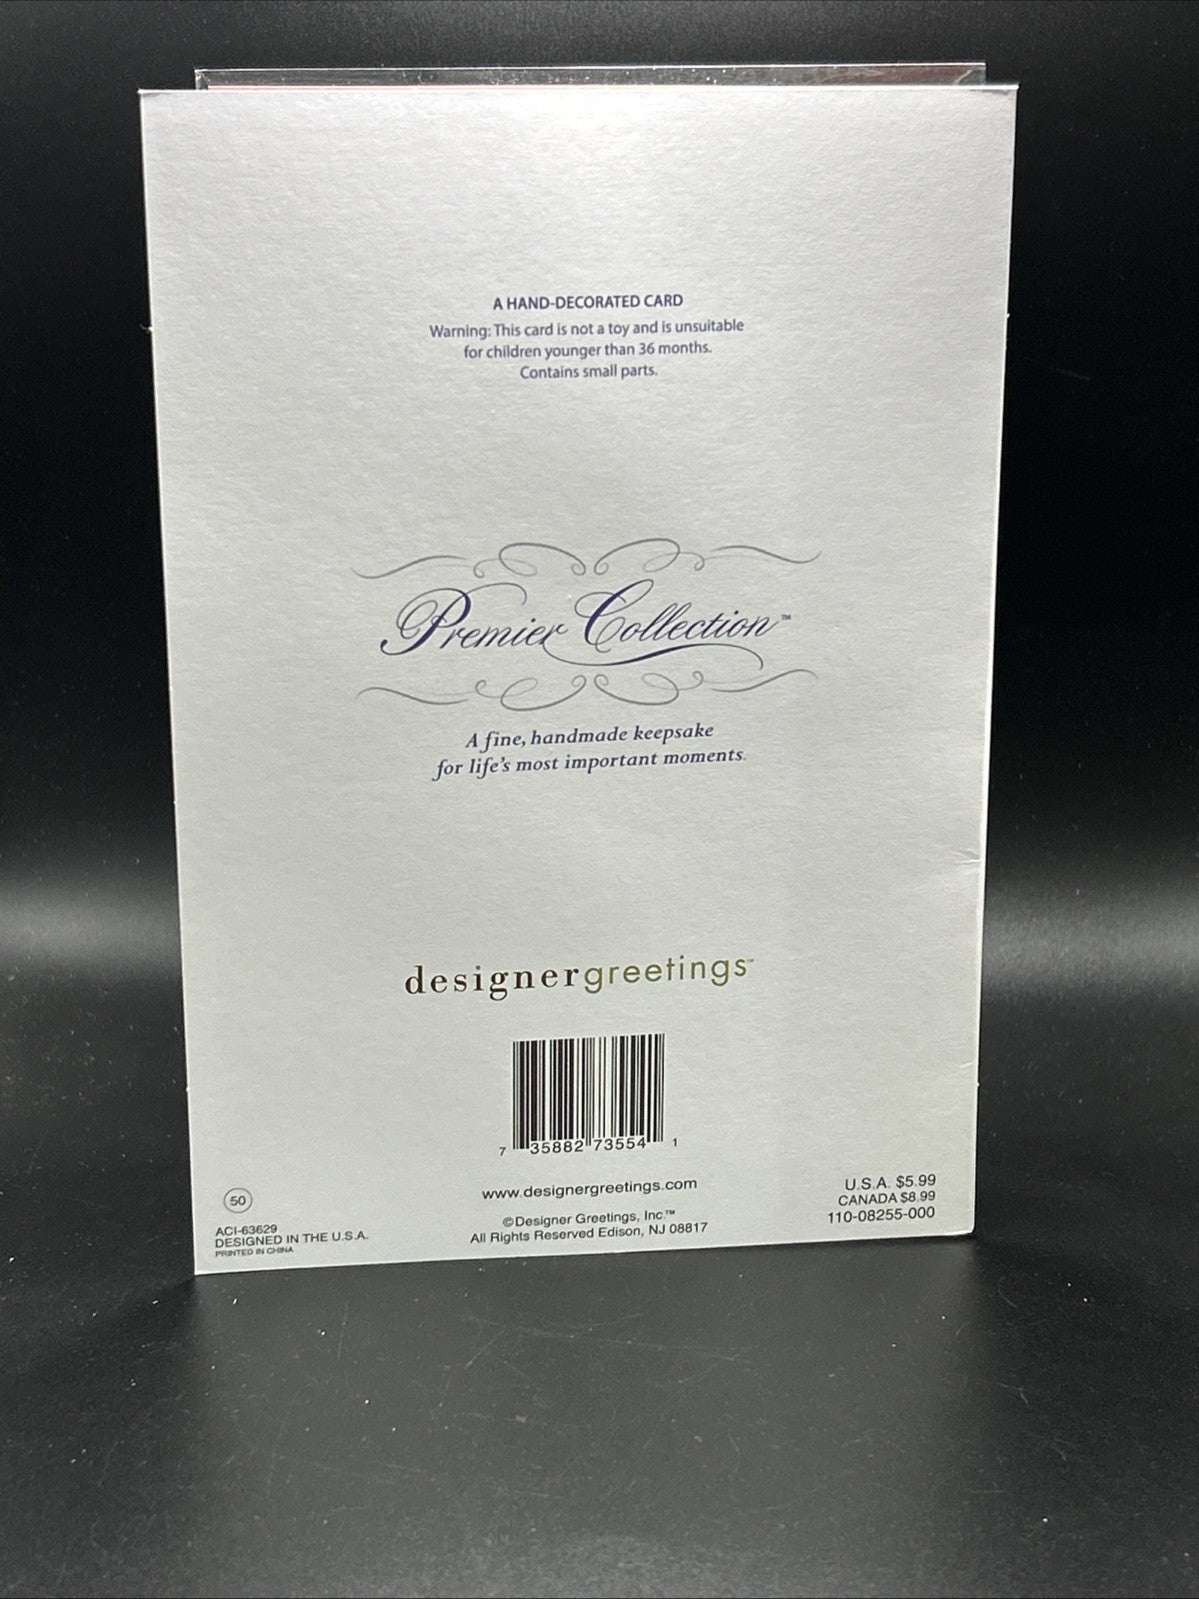 A HAND-DECORATED CARD
Warning: This card is not a toy and is unsuitable
for children younger than 36 months.
Contains small parts.
Premier Collection™
A fine, handmade keepsake
for life's most important moments.
designergreetings™
7 35882 73554 1
www.designergreetings.com
©Designer Greetings, Inc.™
All Rights Reserved Edison, NJ 08817
50
ACI-63629
DESIGNED IN THE U.S.A.
PRINTED IN CHINA
U.S.A. $5.99
CANADA $8.99
110-08255-000